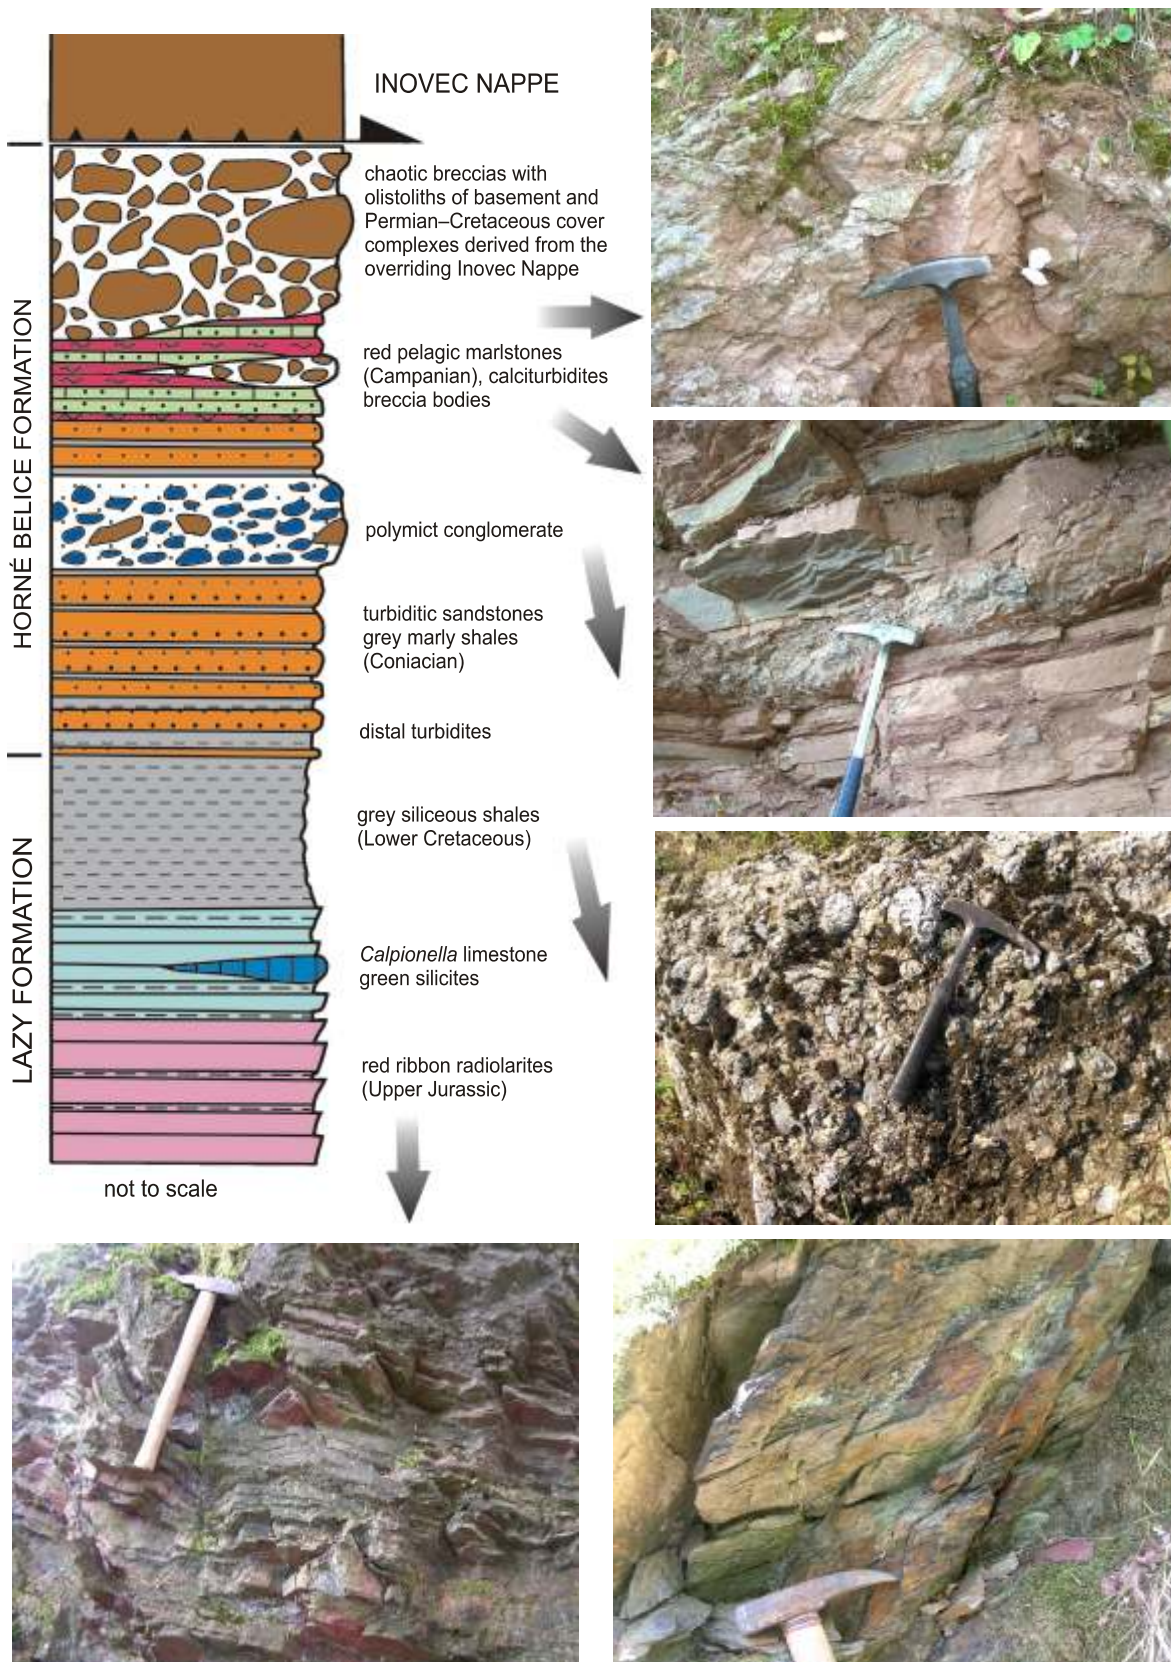 INOVEC NAPPE
chaotic breccias with
olistoliths of basement and
Permian–Cretaceous cover
complexes derived from the
overriding Inovec Nappe
HORNÉ BELICE FORMATION
red pelagic marlstones
(Campanian), calciturbidites
breccia bodies
polymict conglomerate
turbiditic sandstones
grey marly shales
(Coniacian)
distal turbidites
LAZY FORMATION
grey siliceous shales
(Lower Cretaceous)
Calpionella limestone
green silicites
red ribbon radiolarites
(Upper Jurassic)
not to scale